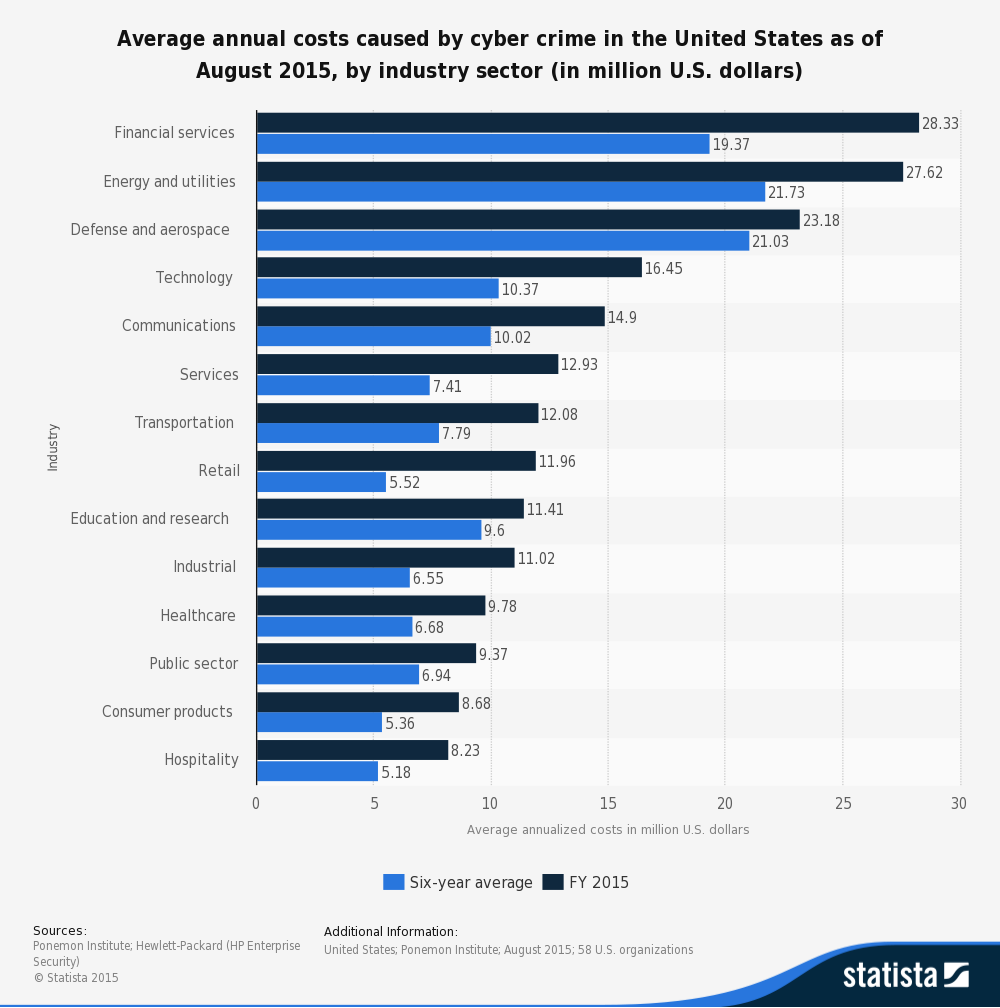 Average annual costs caused by cyber crime in the United States as of
August 2015, by industry sector (in million U.S. dollars)
Industry
Financial services 28.33
19.37
Energy and utilities 27.62
21.73
Defense and aerospace 23.18
21.03
Technology 16.45
10.37
Communications 14.9
10.02
Services 12.93
7.41
Transportation 12.08
7.79
Retail 11.96
5.52
Education and research 11.41
9.6
Industrial 11.02
6.55
Healthcare 9.78
6.68
Public sector 9.37
6.94
Consumer products 8.68
5.36
Hospitality 8.23
5.18
0 5 10 15 20 25 30
Average annualized costs in million U.S. dollars
Six-year average FY 2015
Sources:
Ponemon Institute; Hewlett-Packard (HP Enterprise
Security)
© Statista 2015
Additional Information:
United States; Ponemon Institute; August 2015; 58 U.S. organizations
statista